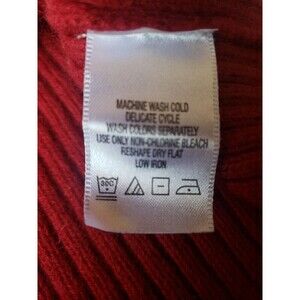 MACHINE WASH COLD
DELICATE CYCLE
WASH COLORS SEPARATELY
USE ONLY NON-CHLORINE BLEACH
RESHAPE DRY FLAT
LOW IRON